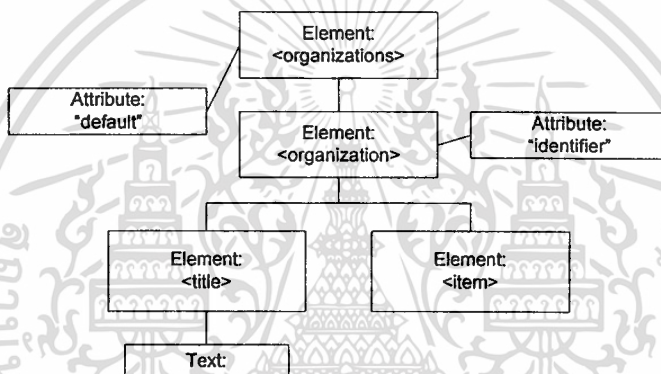 Element:
<organizations>
Attribute:
"default"
Element:
<organization>
Attribute:
"identifier"
Element:
<title>
Element:
<item>
Text: